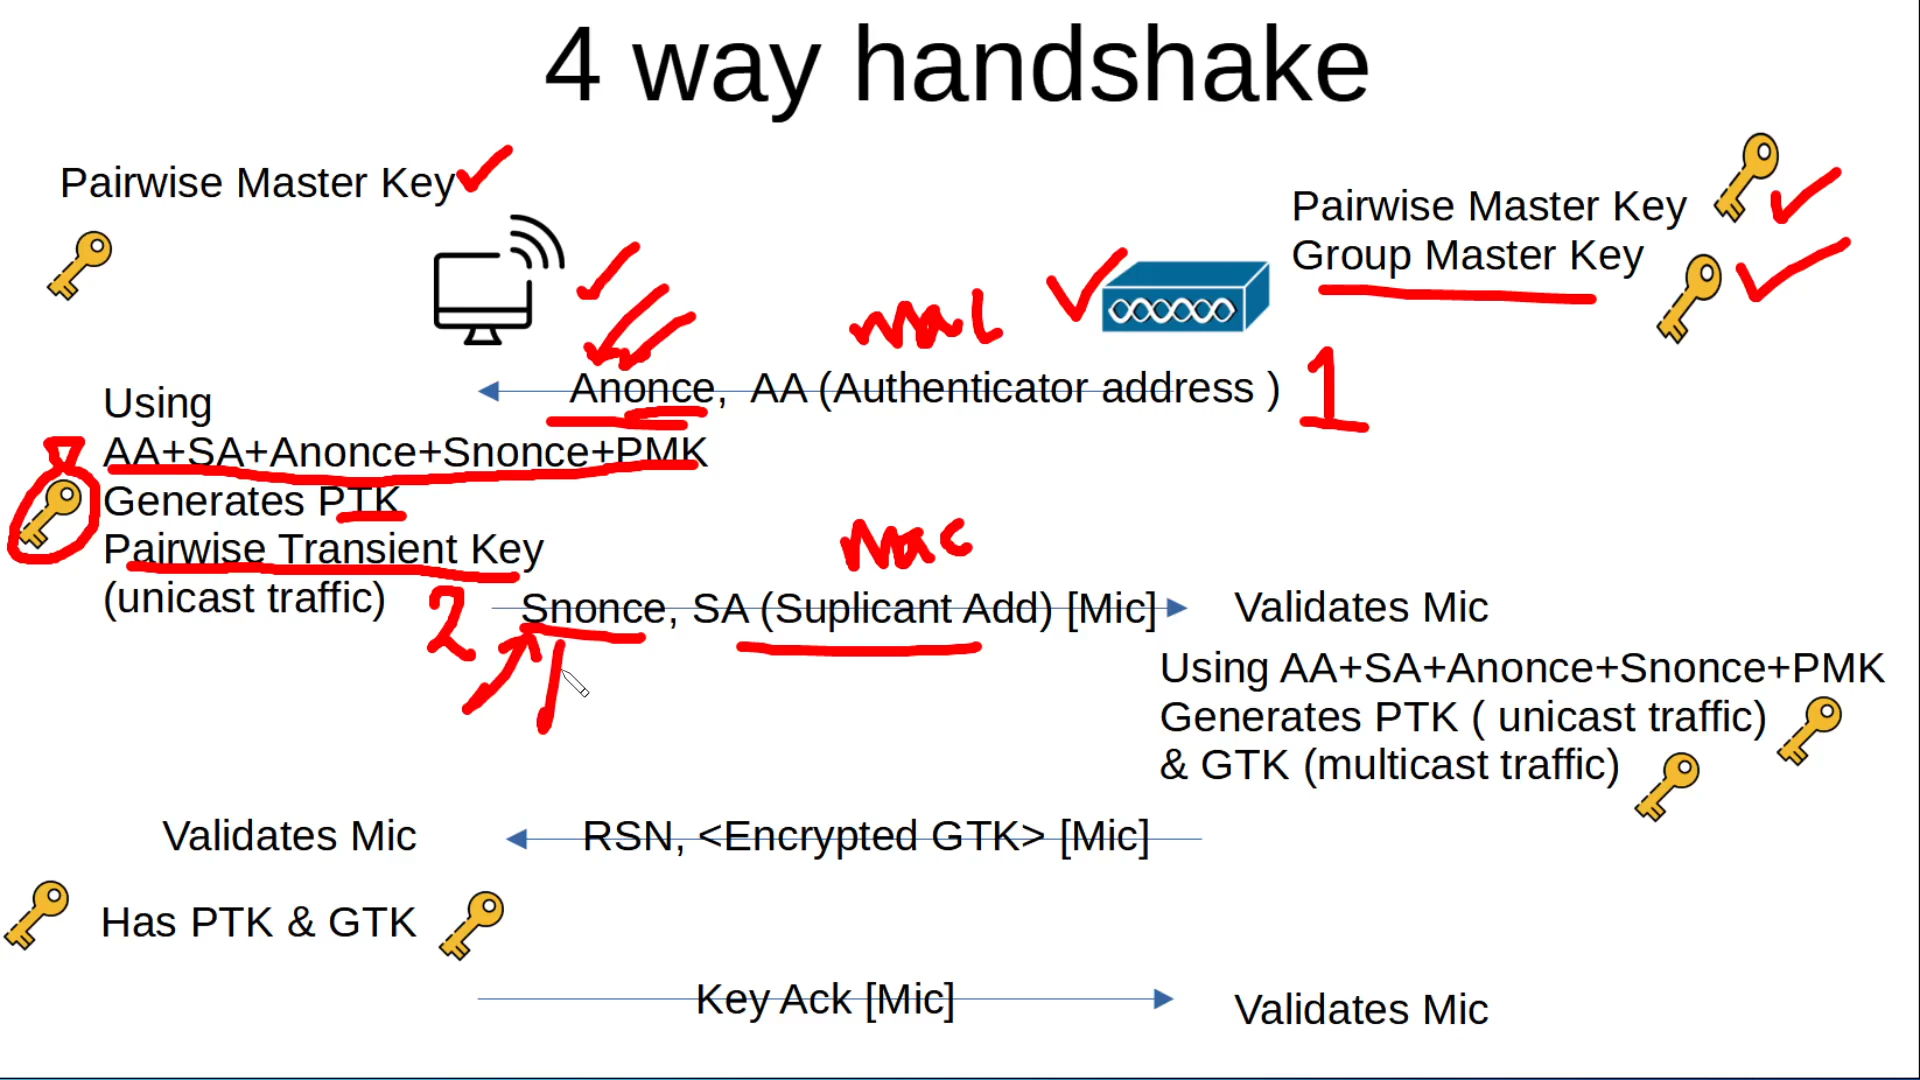 4 way handshake
Pairwise Master Key
Pairwise Master Key
Group Master Key
Mac
Anonce, AA (Authenticator address )
1
Using
AA+SA+Anonce+Snonce+PMK
Generates PTK
Pairwise Transient Key
(unicast traffic)
Mac
2
Snonce, SA (Suplicant Add) [Mic]
Validates Mic
Using AA+SA+Anonce+Snonce+PMK
Generates PTK ( unicast traffic)
& GTK (multicast traffic)
Validates Mic
RSN, <Encrypted GTK> [Mic]
Has PTK & GTK
Key Ack [Mic]
Validates Mic